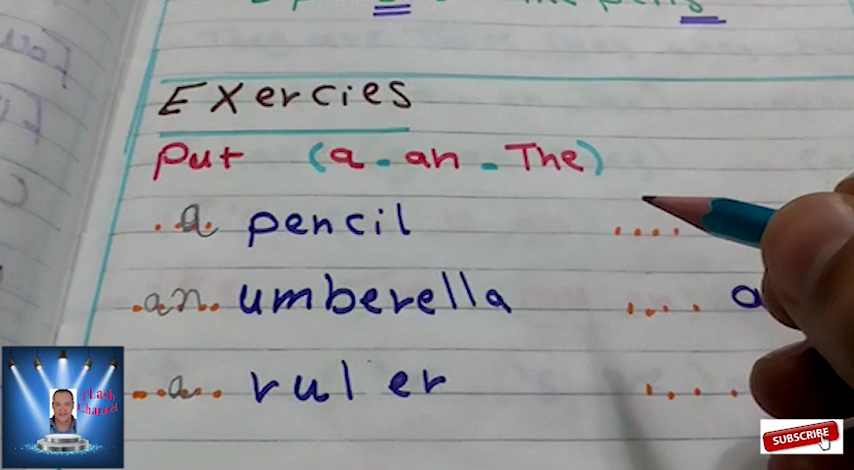 EXercies
put (a - an - The)
.a. pencil ....
.an. umberella .... a
..a.. ruler ....
FLash
Channel
SUBSCRIBE